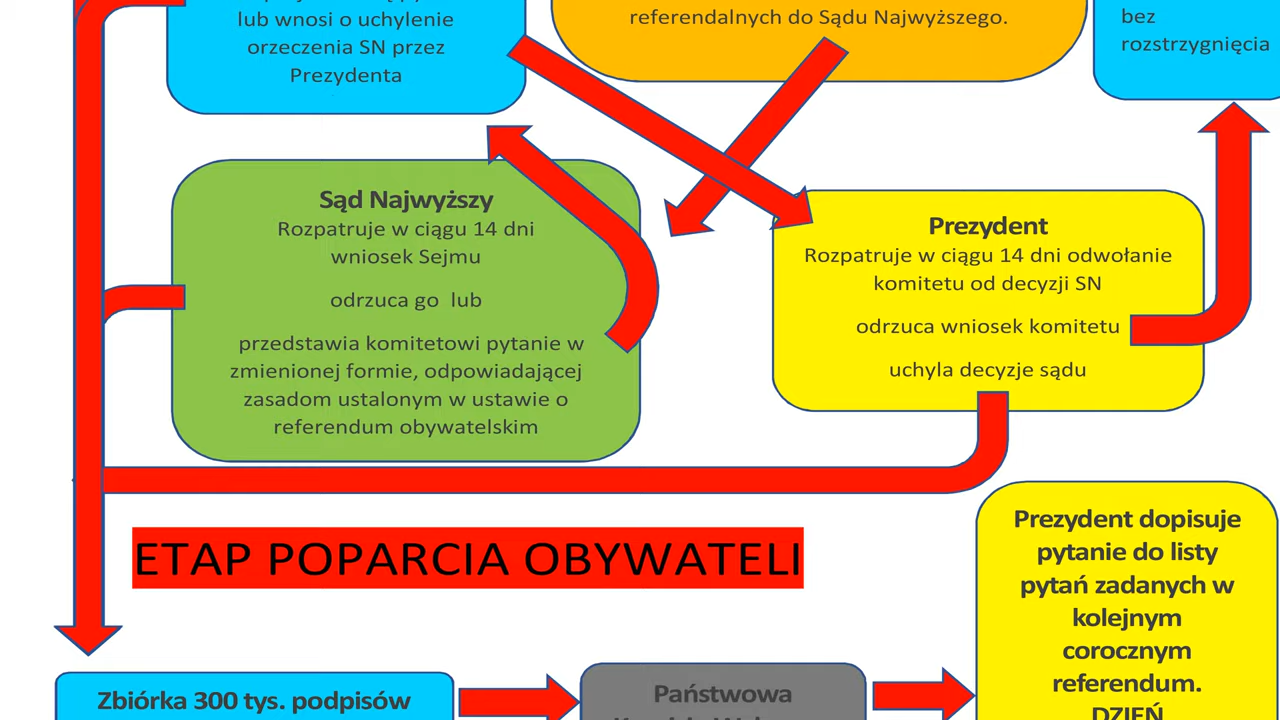 lub wnosi o uchylenie
orzeczenia SN przez
Prezydenta
referendalnych do Sądu Najwyższego.
bez
rozstrzygnięcia
Sąd Najwyższy
Rozpatruje w ciągu 14 dni
wniosek Sejmu
odrzuca go lub
przedstawia komitetowi pytanie w
zmienionej formie, odpowiadającej
zasadom ustalonym w ustawie o
referendum obywatelskim
Prezydent
Rozpatruje w ciągu 14 dni odwołanie
komitetu od decyzji SN
odrzuca wniosek komitetu
uchyla decyzje sądu
ETAP POPARCIA OBYWATELI
Prezydent dopisuje
pytanie do listy
pytań zadanych w
kolejnym
corocznym
referendum.
DZIEŃ
Zbiórka 300 tys. podpisów
Państwowa